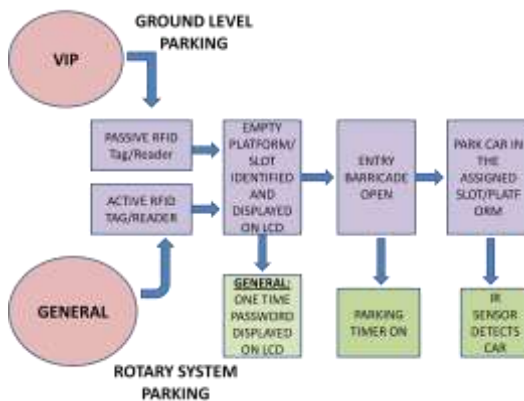 GROUND LEVEL
PARKING
VIP
PASSIVE RFID
Tag/Reader
ACTIVE RFID
TAG/READER
EMPTY
PLATFORM/
SLOT
IDENTIFIED
AND
DISPLAYED
ON LCD
ENTRY
BARRICADE
OPEN
PARK CAR IN
THE
ASSIGNED
SLOT/PLATF
ORM
GENERAL
GENERAL:
ONE TIME
PASSWORD
DISPLAYED
ON LCD
PARKING
TIMER ON
IR
SENSOR
DETECTS
CAR
ROTARY SYSTEM
PARKING